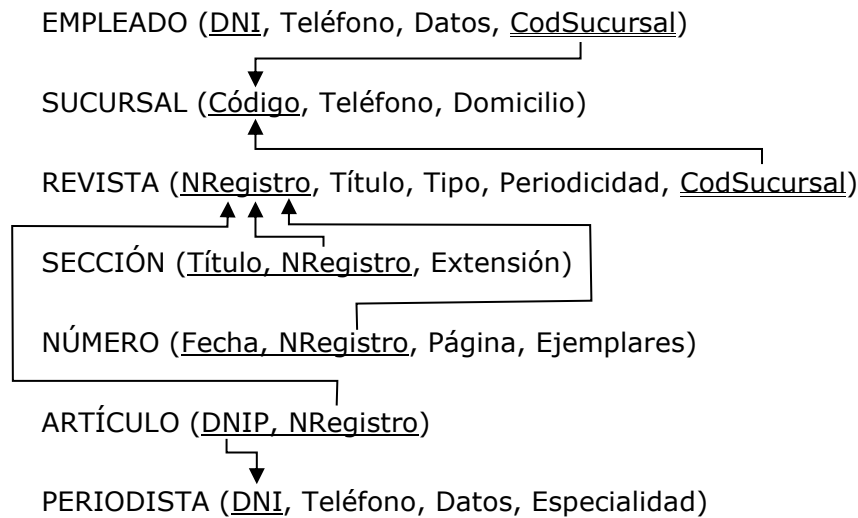 EMPLEADO (DNI, Teléfono, Datos, CodSucursal)
SUCURSAL (Código, Teléfono, Domicilio)
REVISTA (NRegistro, Título, Tipo, Periodicidad, CodSucursal)
SECCIÓN (Título, NRegistro, Extensión)
NÚMERO (Fecha, NRegistro, Página, Ejemplares)
ARTÍCULO (DNIP, NRegistro)
PERIODISTA (DNI, Teléfono, Datos, Especialidad)